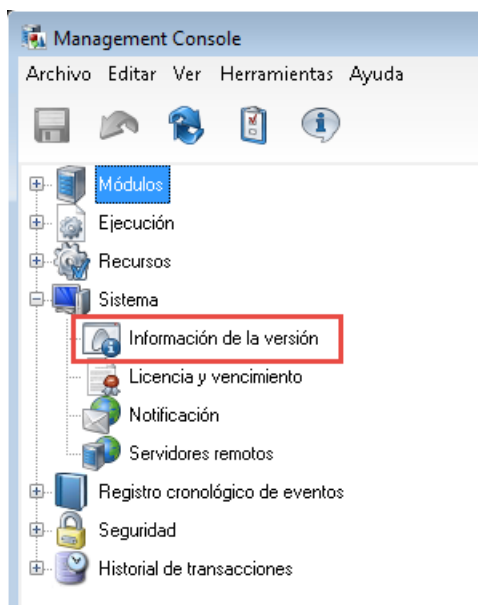 Management Console
Archivo Editar Ver Herramientas Ayuda
Módulos
Ejecución
Recursos
Sistema
Información de la versión
Licencia y vencimiento
Notificación
Servidores remotos
Registro cronológico de eventos
Seguridad
Historial de transacciones